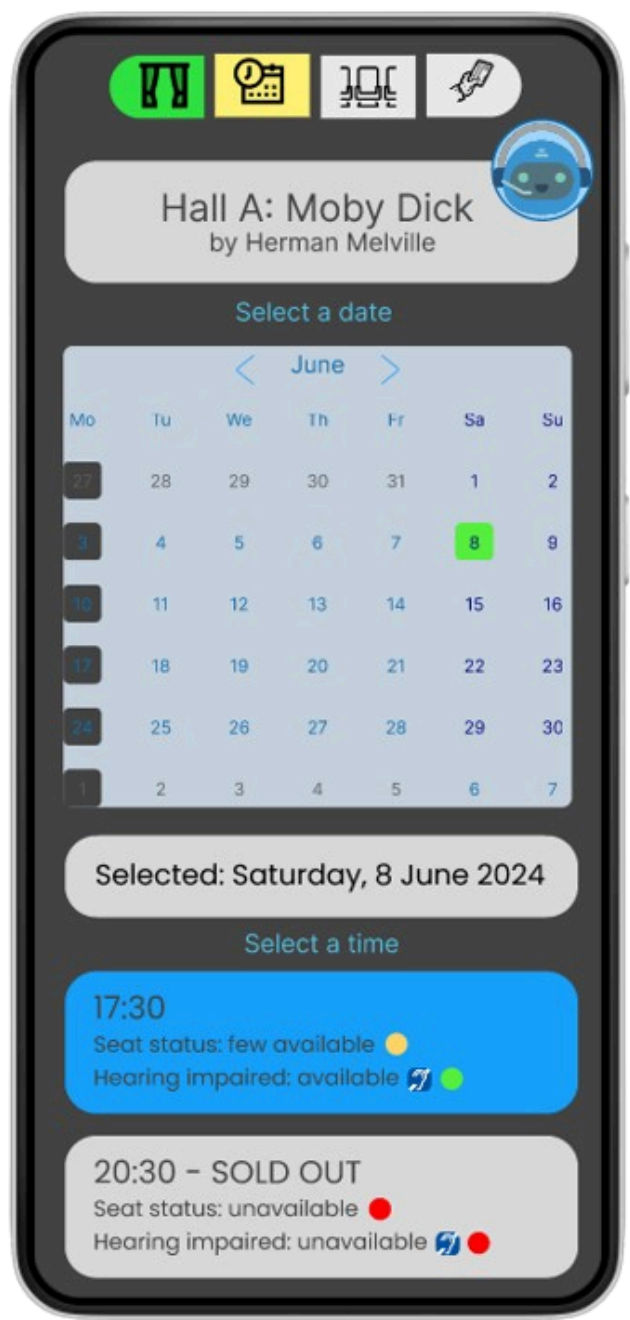 Hall A: Moby Dick
by Herman Melville
Select a date
< June >
Mo Tu We Th Fr Sa Su
27 28 29 30 31 1 2
3 4 5 6 7 8 9
10 11 12 13 14 15 16
17 18 19 20 21 22 23
24 25 26 27 28 29 30
1 2 3 4 5 6 7
Selected: Saturday, 8 June 2024
Select a time
17:30
Seat status: few available
Hearing impaired: available
20:30 - SOLD OUT
Seat status: unavailable
Hearing impaired: unavailable